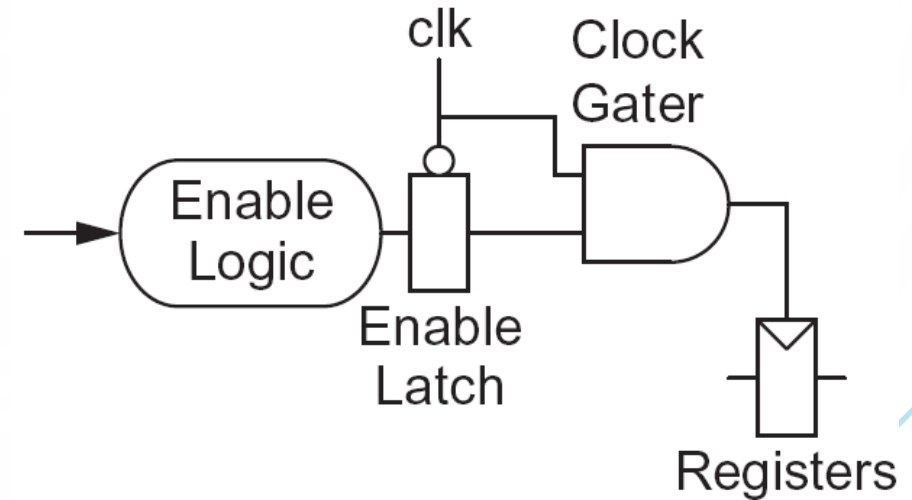 clk
Clock
Gater
Enable
Logic
Enable
Latch
Registers